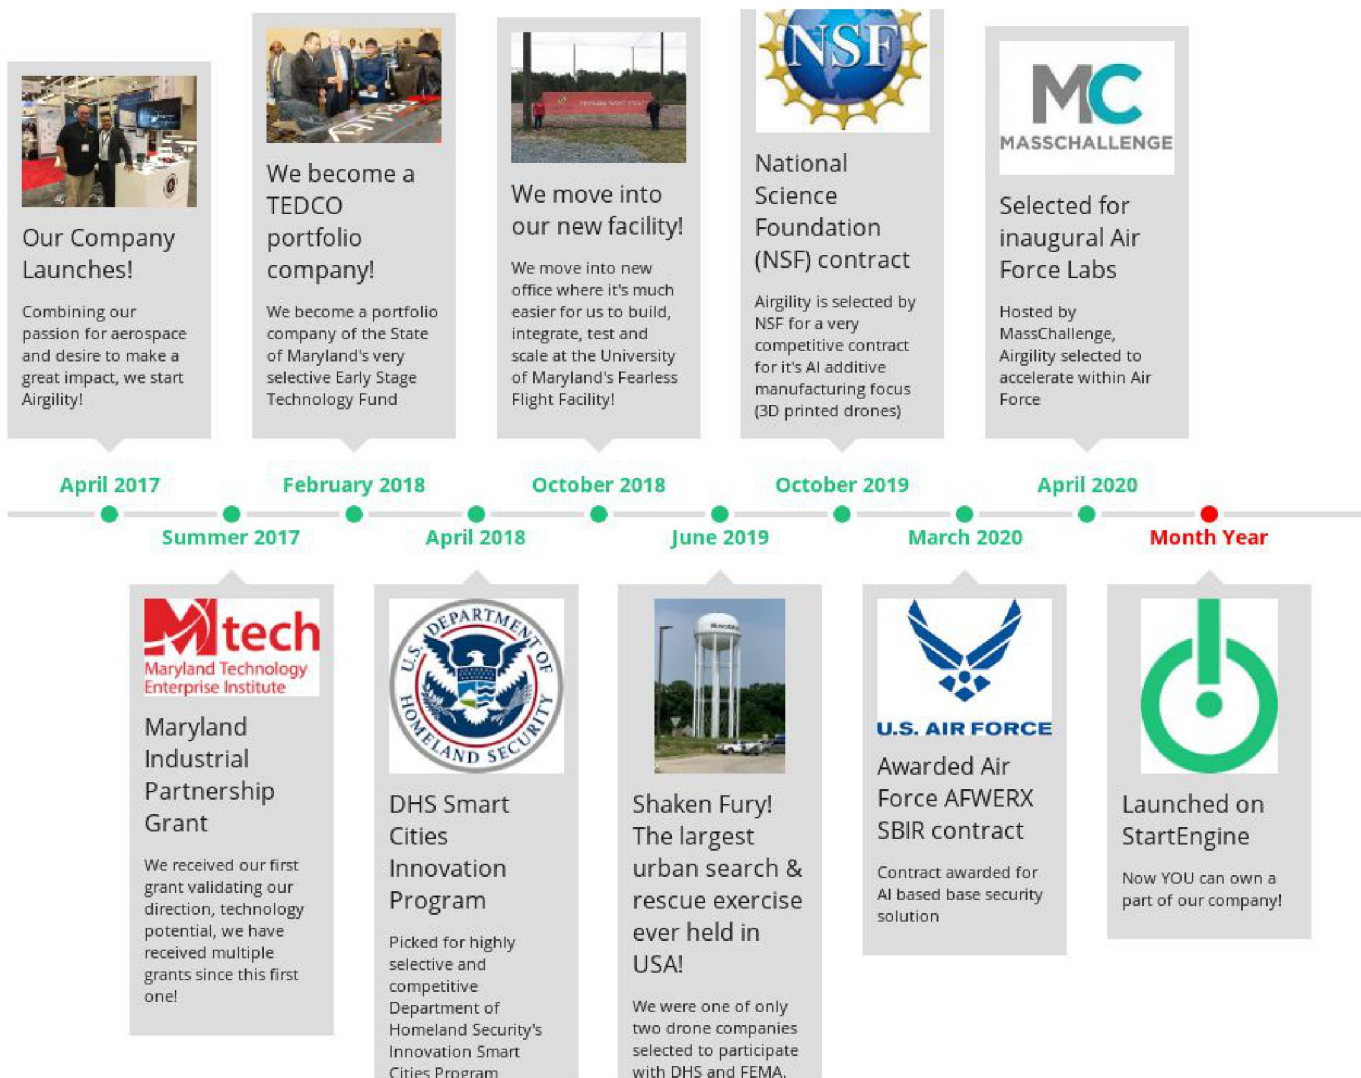 NSF
MC
MASSCHALLENGE
Our Company
Launches!
Combining our
passion for aerospace
and desire to make a
great impact, we start
Airgility!
We become a
TEDCO
portfolio
company!
We become a portfolio
company of the State
of Maryland's very
selective Early Stage
Technology Fund
We move into
our new facility!
We move into new
office where it's much
easier for us to build,
integrate, test and
scale at the University
of Maryland's Fearless
Flight Facility!
National
Science
Foundation
(NSF) contract
Airgility is selected by
NSF for a very
competitive contract
for it's AI additive
manufacturing focus
(3D printed drones)
Selected for
inaugural Air
Force Labs
Hosted by
MassChallenge,
Airgility selected to
accelerate within Air
Force
April 2017
February 2018
October 2018
October 2019
April 2020
Summer 2017
April 2018
June 2019
March 2020
Month Year
M tech
Maryland Technology
Enterprise Institute
Maryland
Industrial
Partnership
Grant
We received our first
grant validating our
direction, technology
potential, we have
received multiple
grants since this first
one!
U.S. DEPARTMENT OF
HOMELAND SECURITY
DHS Smart
Cities
Innovation
Program
Picked for highly
selective and
competitive
Department of
Homeland Security's
Innovation Smart
Cities Program
Shaken Fury!
The largest
urban search &
rescue exercise
ever held in
USA!
We were one of only
two drone companies
selected to participate
with DHS and FEMA.
U.S. AIR FORCE
Awarded Air
Force AFWERX
SBIR contract
Contract awarded for
AI based base security
solution
Launched on
StartEngine
Now YOU can own a
part of our company!